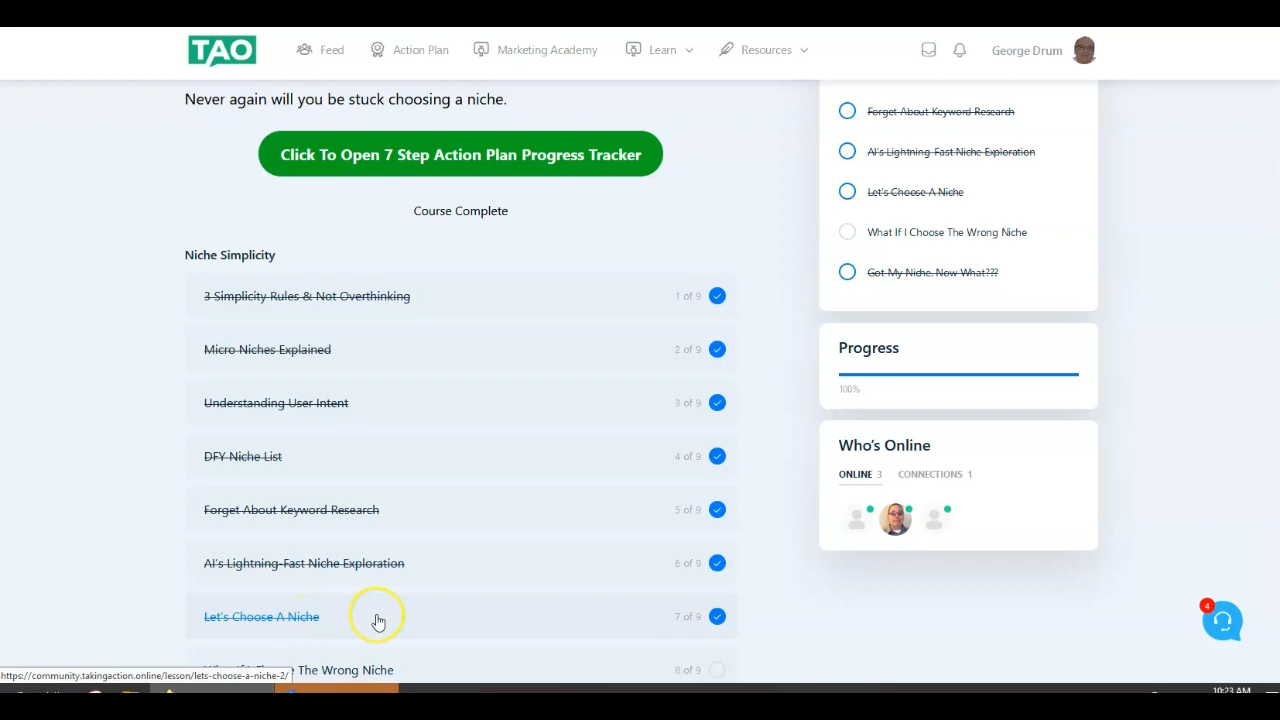 TAO
Feed
Action Plan
Marketing Academy
Learn
Resources
George Drum
Never again will you be stuck choosing a niche.
Click To Open 7 Step Action Plan Progress Tracker
Course Complete
Niche Simplicity
3 Simplicity Rules & Not Overthinking
1 of 9
Micro Niches Explained
2 of 9
Understanding User Intent
3 of 9
DFY Niche List
4 of 9
Forget About Keyword Research
5 of 9
AI's Lightning-Fast Niche Exploration
6 of 9
Let's Choose A Niche
7 of 9
The Wrong Niche
8 of 9
https://community.takingaction.online/lesson/lets-choose-a-niche-2/
Forget About Keyword Research
AI's Lightning-Fast Niche Exploration
Let's Choose A Niche
What If I Choose The Wrong Niche
Got My Niche. Now What???
Progress
100%
Who's Online
ONLINE 3
CONNECTIONS 1
4
10:23 AM